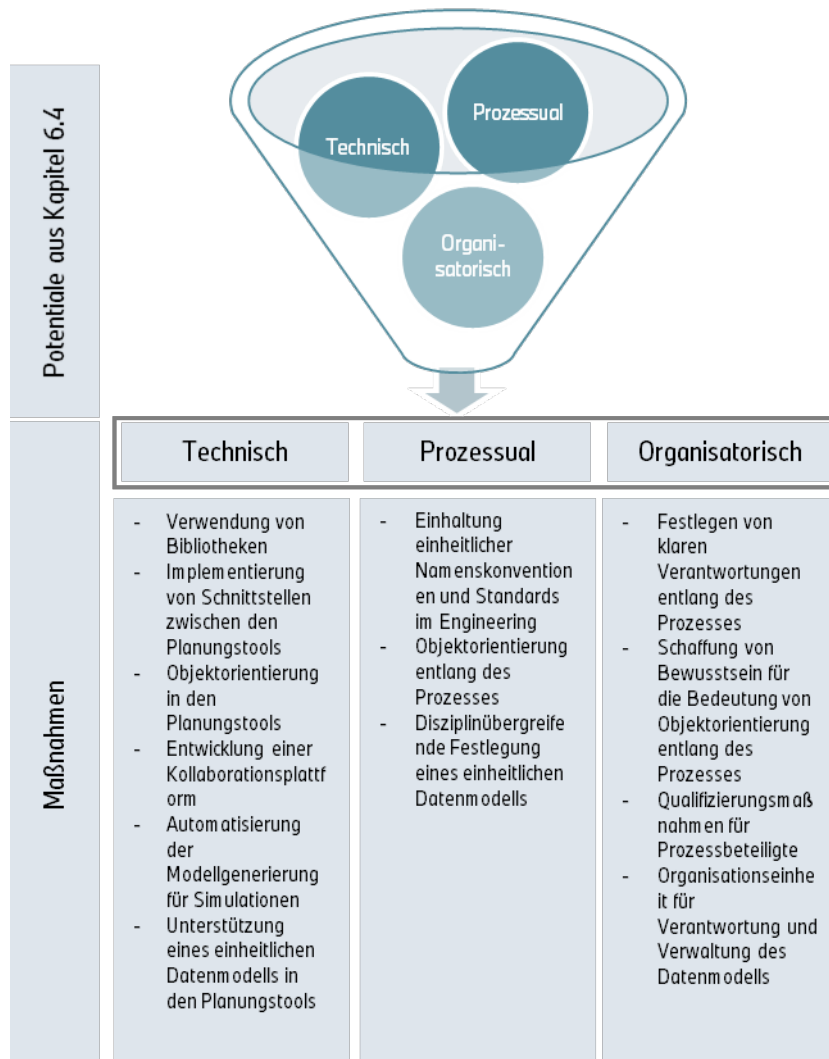 Potentiale aus Kapitel 6.4
Technisch
Prozessual
Organi-
satorisch
Maßnahmen
Technisch
Prozessual
Organisatorisch
- Verwendung von
Bibliotheken
- Implementierung
von Schnittstellen
zwischen den
Planungstools
- Objektorientierung
in den
Planungstools
- Entwicklung einer
Kollaborationsplattf
orm
- Automatisierung
der
Modellgenerierung
für Simulationen
- Unterstützung
eines einheitlichen
Datenmodells in
den Planungstools
- Einhaltung
einheitlicher
Namenskonvention
en und Standards
im Engineering
- Objektorientierung
entlang des
Prozesses
- Disziplinübergreife
nde Festlegung
eines einheitlichen
Datenmodells
- Festlegen von
klaren
Verantwortungen
entlang des
Prozesses
- Schaffung von
Bewusstsein für
die Bedeutung von
Objektorientierung
entlang des
Prozesses
- Qualifizierungsmaß
nahmen für
Prozessbeteiligte
- Organisationseinhe
it für
Verantwortung und
Verwaltung des
Datenmodells